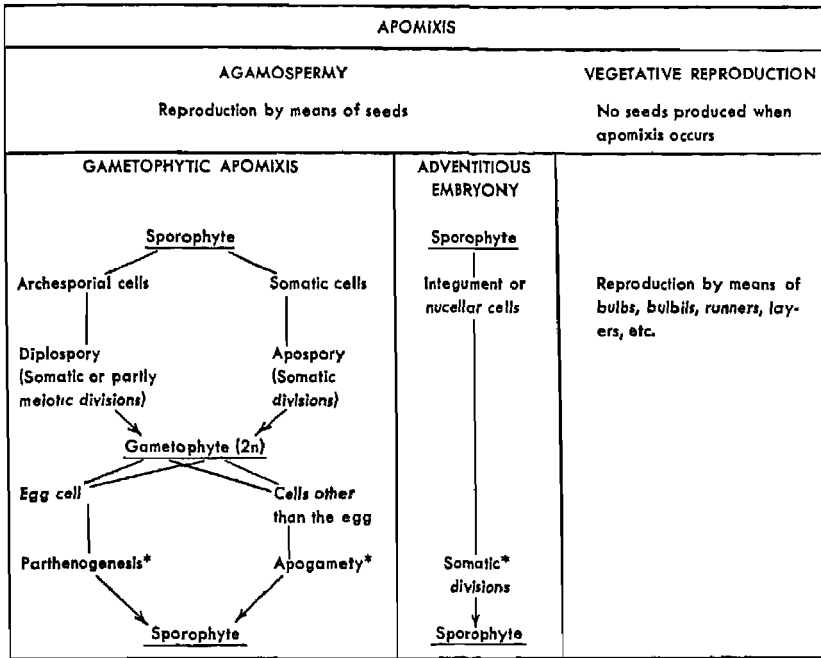 APOMIXIS
AGAMOSPERMY
Reproduction by means of seeds
VEGETATIVE REPRODUCTION
No seeds produced when
apomixis occurs
GAMETOPHYTIC APOMIXIS
Sporophyte
Archesporial cells
Somatic cells
Diplospory
(Somatic or partly
meiotic divisions)
Apospory
(Somatic
divisions)
Gametophyte (2n)
Egg cell
Cells other
than the egg
Parthenogenesis*
Apogamety*
Sporophyte
ADVENTITIOUS
EMBRYONY
Sporophyte
Integument or
nucellar cells
Somatic*
divisions
Sporophyte
Reproduction by means of
bulbs, bulbils, runners, lay-
ers, etc.